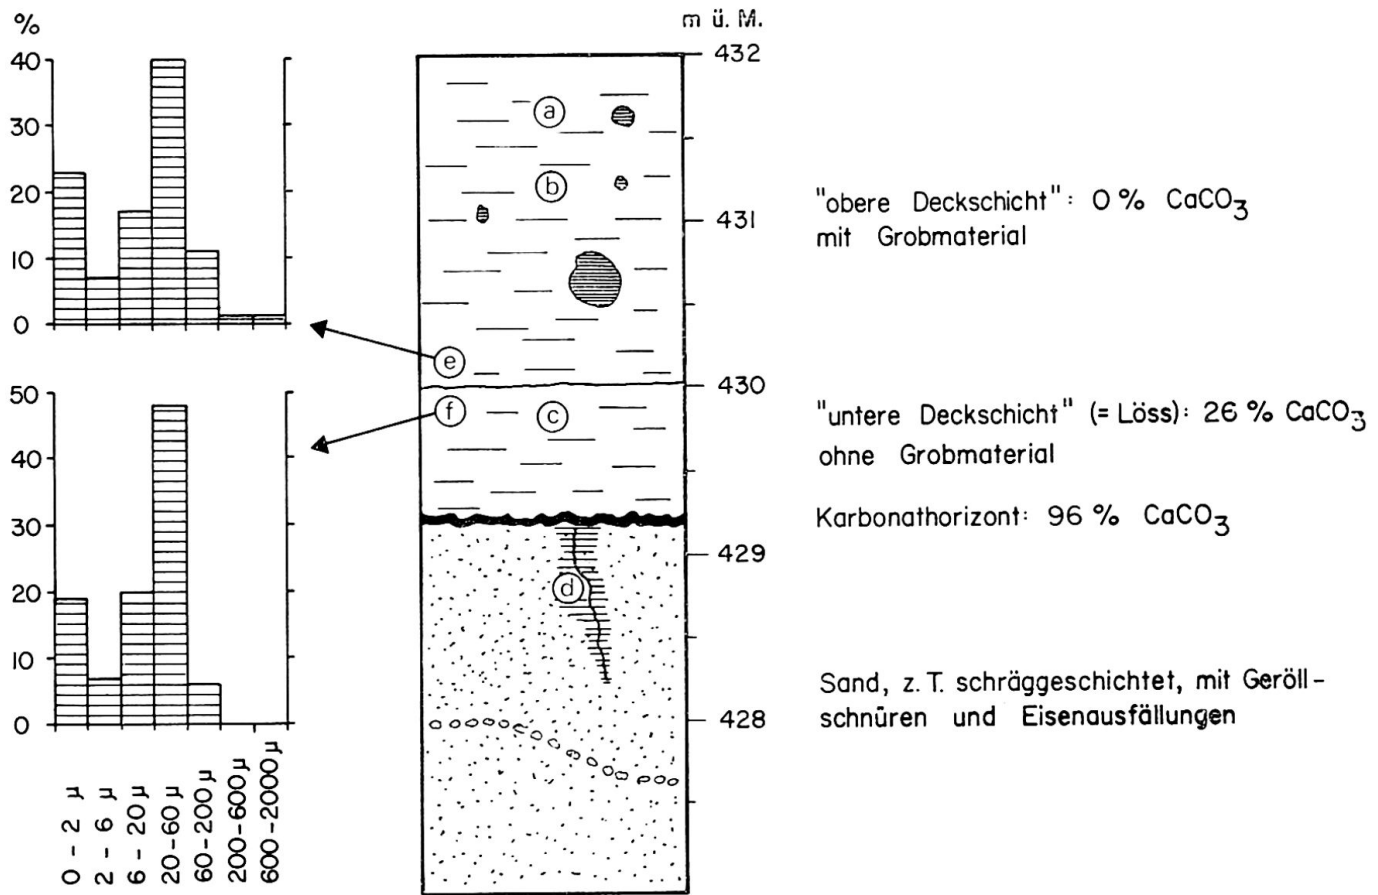 %
40
30
20
10
0
50
40
30
20
10
0
0-2 µ
2-6 µ
6-20 µ
20-60 µ
60-200 µ
200-600 µ
600-2000 µ
m ü. M.
432
431
430
429
428
a
b
e
f
c
d
"obere Deckschicht": 0 % CaCO3
mit Grobmaterial
"untere Deckschicht" (= Löss): 26 % CaCO3
ohne Grobmaterial
Karbonathorizont: 96 % CaCO3
Sand, z. T. schräggeschichtet, mit Geröll-
schnüren und Eisenausfällungen